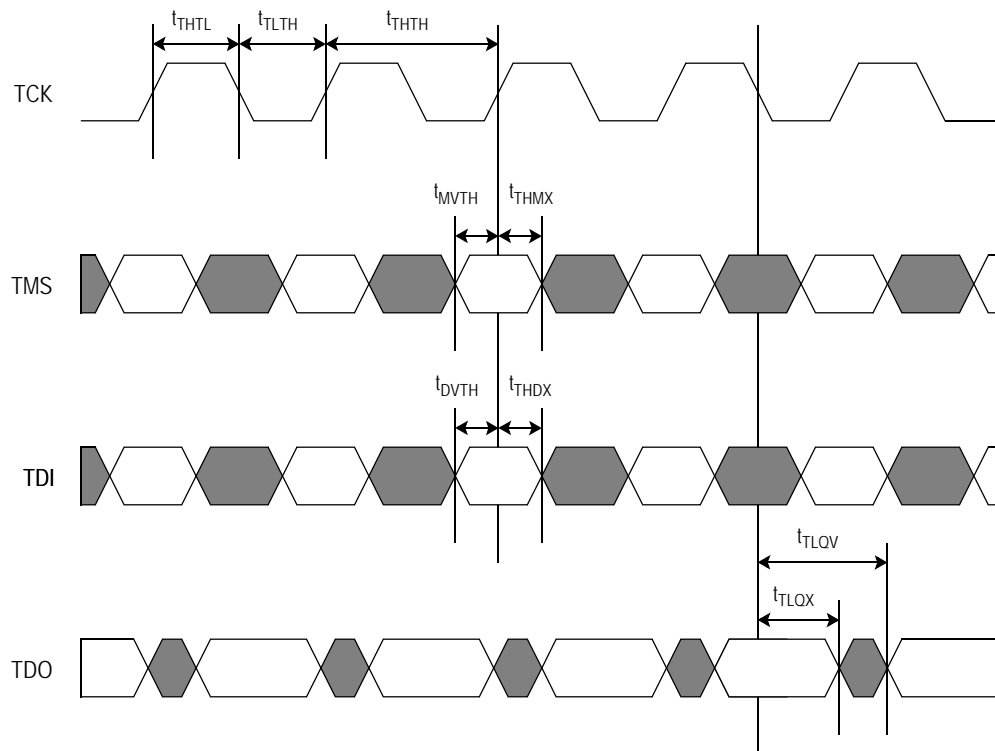 tTHTL tTLTH tTHTH
TCK
tMVTH tTHMX
TMS
tDVTH tTHDX
TDI
tTLQV
tTLQX
TDO